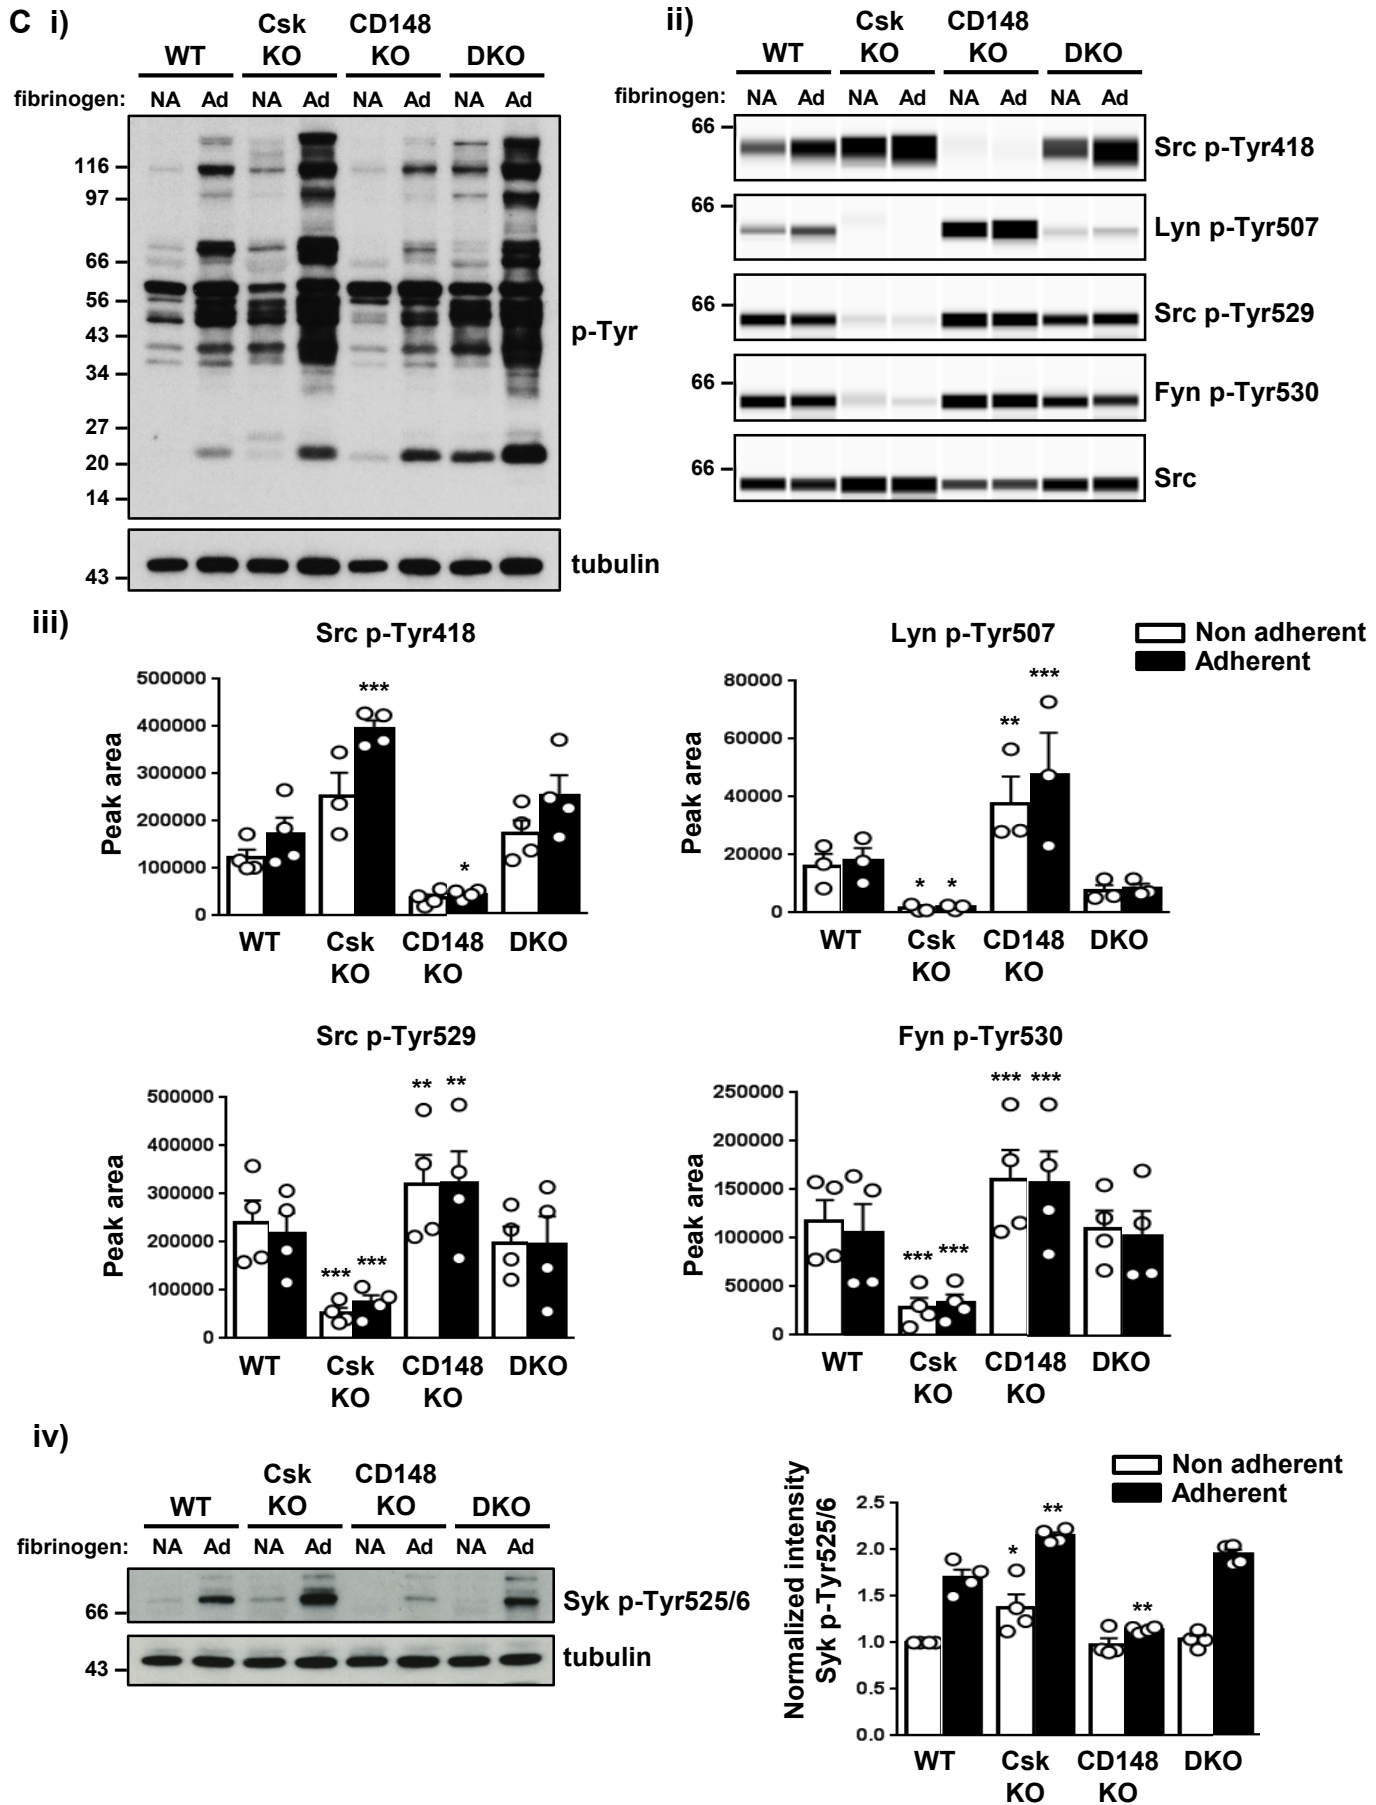 C i)
Csk CD148
WT KO KO DKO
fibrinogen: NA Ad NA Ad NA Ad NA Ad
116
97
66
56
43
34
27
20
14
p-Tyr
43
tubulin
ii)
Csk CD148
WT KO KO DKO
fibrinogen: NA Ad NA Ad NA Ad NA Ad
66 Src p-Tyr418
66 Lyn p-Tyr507
66 Src p-Tyr529
66 Fyn p-Tyr530
66 Src
iii)
Src p-Tyr418
Peak area
500000
400000
300000
200000
100000
0
***
*
WT Csk CD148 DKO
KO KO
Lyn p-Tyr507
Non adherent
Adherent
Peak area
80000
60000
40000
20000
0
* *
** ***
WT Csk CD148 DKO
KO KO
Src p-Tyr529
Peak area
500000
400000
300000
200000
100000
0
*** ***
** **
WT Csk CD148 DKO
KO KO
Fyn p-Tyr530
Peak area
250000
200000
150000
100000
50000
0
*** ***
*** ***
WT Csk CD148 DKO
KO KO
iv)
Csk CD148
WT KO KO DKO
fibrinogen: NA Ad NA Ad NA Ad NA Ad
66 Syk p-Tyr525/6
43 tubulin
Non adherent
Adherent
Normalized intensity
Syk p-Tyr525/6
2.5
2.0
1.5
1.0
0.5
0.0
* **
**
WT Csk CD148 DKO
KO KO